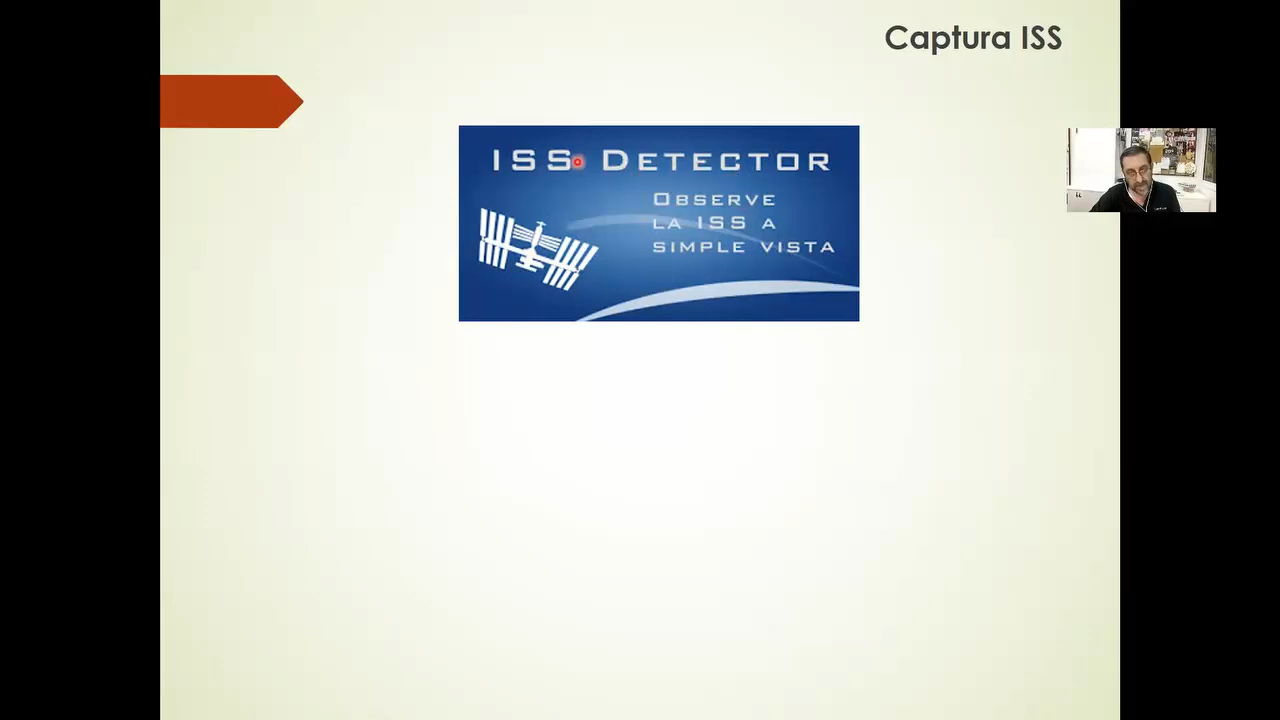 Captura ISS
ISS Detector
Observe
la ISS a
simple vista